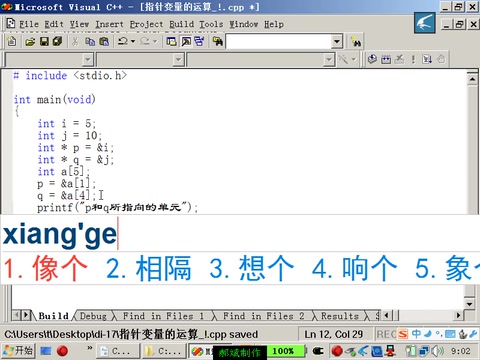 Microsoft Visual C++ - [指针变量的运算_!.cpp *]
File Edit View Insert Project Build Tools Window Help
# include <stdio.h>
int main(void)
{
int i = 5;
int j = 10;
int * p = &i;
int * q = &j;
int a[5];
p = &a[1];
q = &a[4];
printf("p和q所指向的单元");
xiang'ge
1.像个 2.相隔 3.想个 4.响个 5.象个
Build Debug Find in Files 1 Find in Files 2 Results
C:\Users\tt\Desktop\di-17\指针变量的运算_!.cpp saved
Ln 12, Col 29
REC
开始
C...
C:...
郝斌制作
100%
9:02